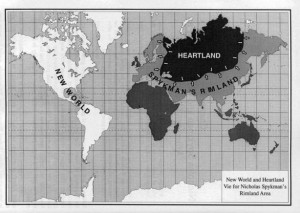 HEARTLAND
NEW WORLD
SPYKMAN'S RIMLAND
New World and Heartland
Vie for Nicholas Spykman's
Rimland Area